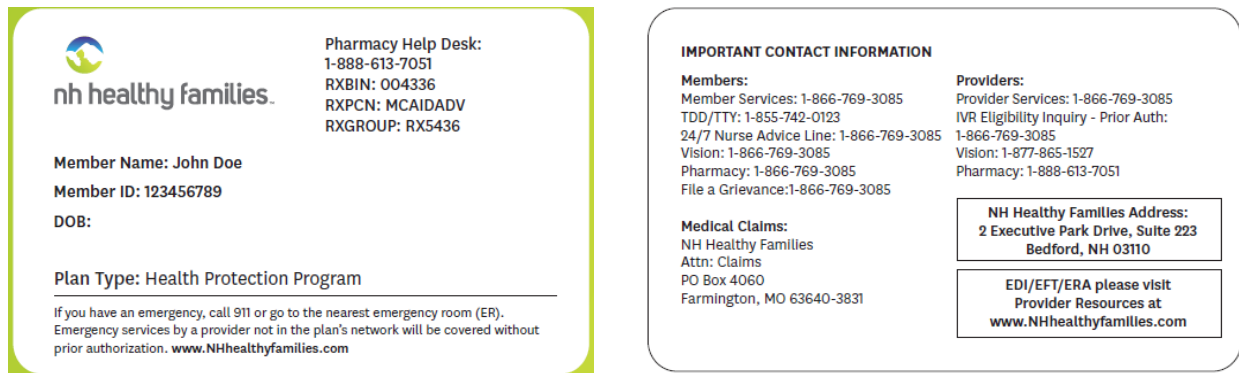 nh healthy families™
Pharmacy Help Desk:
1-888-613-7051
RXBIN: 004336
RXPCN: MCAIDADV
RXGROUP: RX5436
Member Name: John Doe
Member ID: 123456789
DOB:
Plan Type: Health Protection Program
If you have an emergency, call 911 or go to the nearest emergency room (ER).
Emergency services by a provider not in the plan's network will be covered without
prior authorization. www.NHhealthyfamilies.com
IMPORTANT CONTACT INFORMATION
Members:
Member Services: 1-866-769-3085
TDD/TTY: 1-855-742-0123
24/7 Nurse Advice Line: 1-866-769-3085
Vision: 1-866-769-3085
Pharmacy: 1-866-769-3085
File a Grievance:1-866-769-3085
Medical Claims:
NH Healthy Families
Attn: Claims
PO Box 4060
Farmington, MO 63640-3831
Providers:
Provider Services: 1-866-769-3085
IVR Eligibility Inquiry - Prior Auth:
1-866-769-3085
Vision: 1-877-865-1527
Pharmacy: 1-888-613-7051
NH Healthy Families Address:
2 Executive Park Drive, Suite 223
Bedford, NH 03110
EDI/EFT/ERA please visit
Provider Resources at
www.NHhealthyfamilies.com